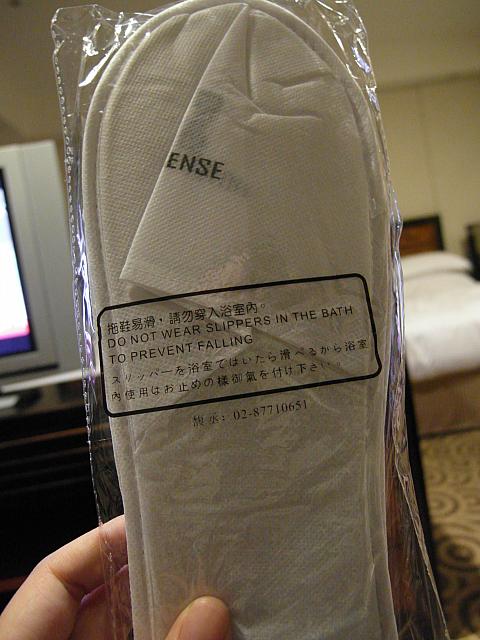 ENSE
拖鞋易滑，請勿穿入浴室內。
DO NOT WEAR SLIPPERS IN THE BATH
TO PREVENT FALLING
スリッパーを浴室ではいたら滑べるから浴室
內使用はお止めの樣御氣を付け下さい。
02-87710651